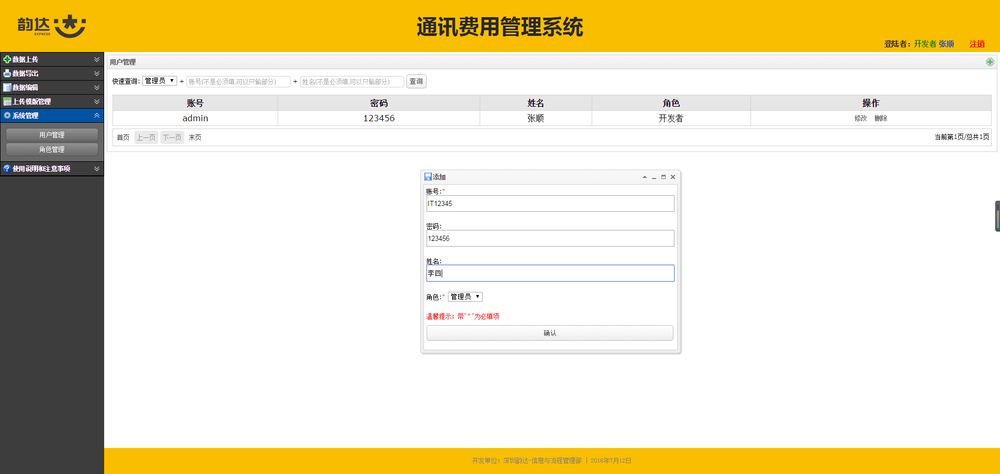 韵达
EXPRESS
通讯费用管理系统
登陆者：开发者 张顺 注销
数据上传
数据导出
数据编辑
上传模版管理
系统管理
用户管理
角色管理
使用说明和注意事项
用户管理
快速查询: 管理员 + 账号(不是必须填,可以只输部分) + 姓名(不是必须填,可以只输部分) 查询
账号 密码 姓名 角色 操作
admin 123456 张顺 开发者 修改 删除
首页 上一页 下一页 末页 当前第1页/总共1页
添加
账号:*
IT12345
密码:
123456
姓名:
李四
角色:* 管理员
温馨提示：带"*"为必填项
确认
开发单位：深圳韵达-信息与流程管理部 | 2016年7月12日